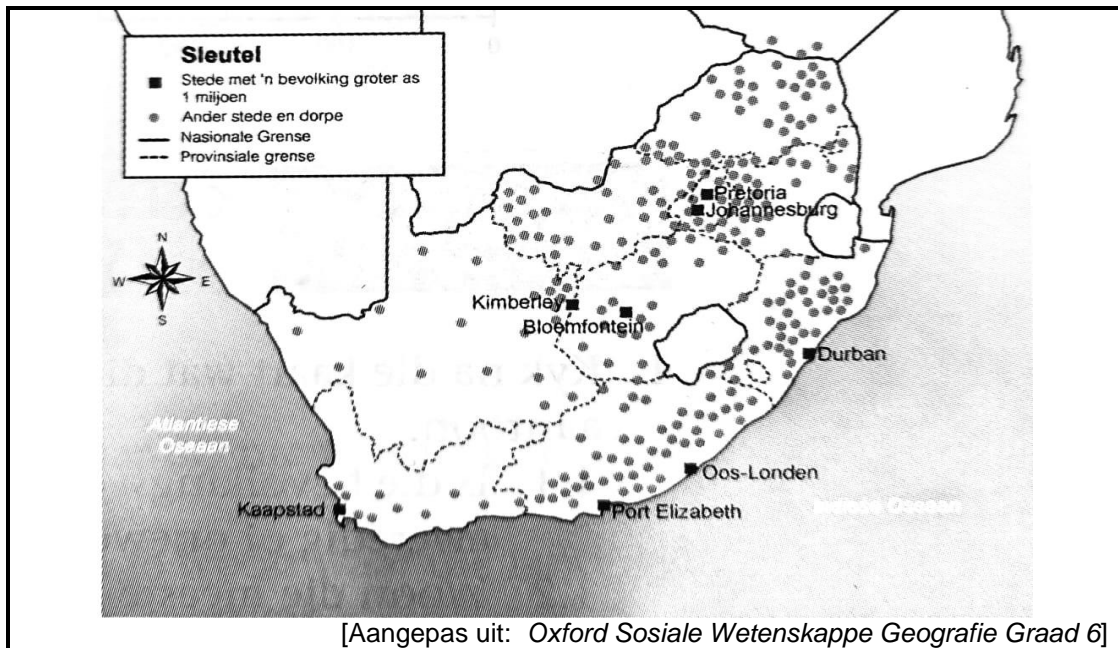 Sleutel
Stede met 'n bevolking groter as
1 miljoen
Ander stede en dorpe
Nasionale Grense
Provinsiale grense
N
W E
S
Pretoria
Johannesburg
Kimberley
Bloemfontein
Durban
Atlantiese
Oseaan
Oos-Londen
Kaapstad
Port Elizabeth
Oseaan
[Aangepas uit: Oxford Sosiale Wetenskappe Geografie Graad 6]